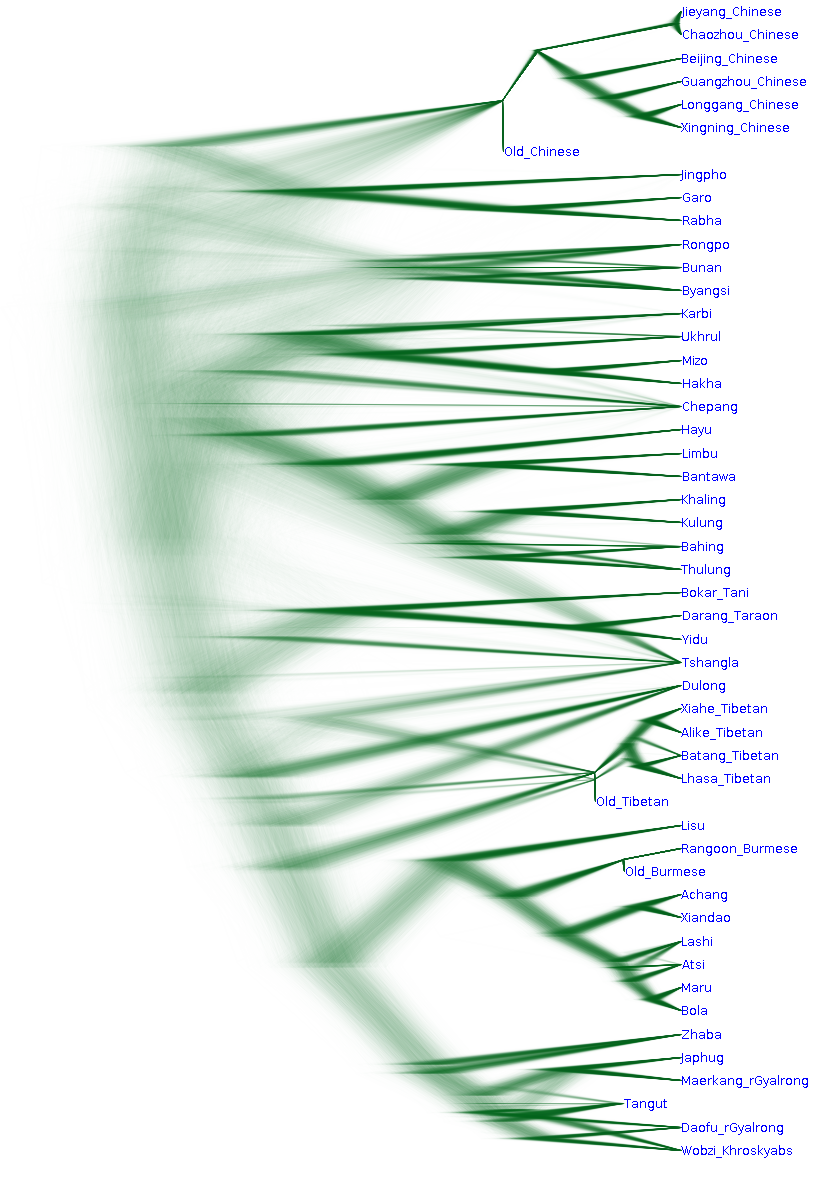 Jieyang_Chinese
Chaozhou_Chinese
Beijing_Chinese
Guangzhou_Chinese
Longgang_Chinese
Xingning_Chinese
Old_Chinese
Jingpho
Garo
Rabha
Rongpo
Bunan
Byangsi
Karbi
Ukhrul
Mizo
Hakha
Chepang
Hayu
Limbu
Bantawa
Khaling
Kulung
Bahing
Thulung
Bokar_Tani
Darang_Taraon
Yidu
Tshangla
Dulong
Xiahe_Tibetan
Alike_Tibetan
Batang_Tibetan
Lhasa_Tibetan
Old_Tibetan
Lisu
Rangoon_Burmese
Old_Burmese
Achang
Xiandao
Lashi
Atsi
Maru
Bola
Zhaba
Japhug
Maerkang_rGyalrong
Tangut
Daofu_rGyalrong
Wobzi_Khroskyabs